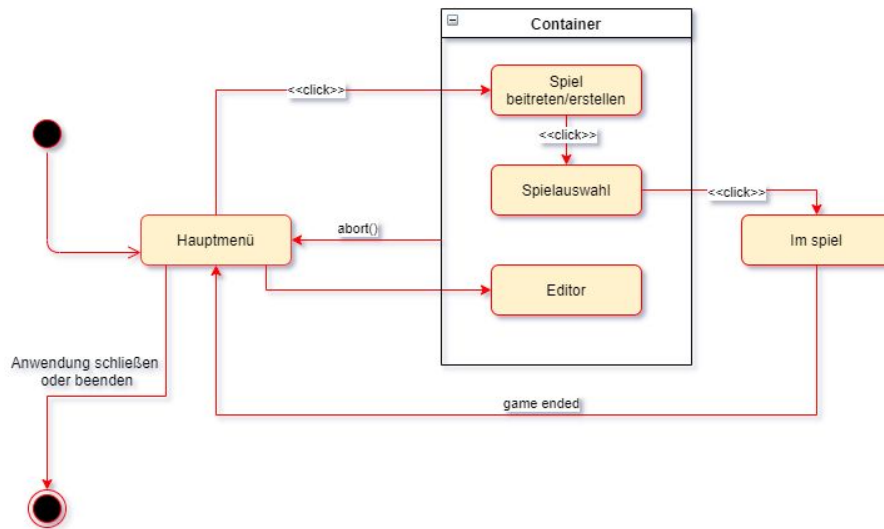 Container
Spiel
beitreten/erstellen
<<click>>
<<click>>
Spielauswahl
<<click>>
Hauptmenü
abort()
Im spiel
Editor
Anwendung schließen
oder beenden
game ended